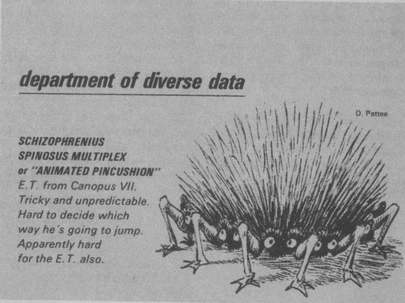 department of diverse data
D. Pattee
SCHIZOPHRENIUS
SPINOSUS MULTIPLEX
or "ANIMATED PINCUSHION"
E.T. from Canopus VII.
Tricky and unpredictable.
Hard to decide which
way he's going to jump.
Apparently hard
for the E.T. also.